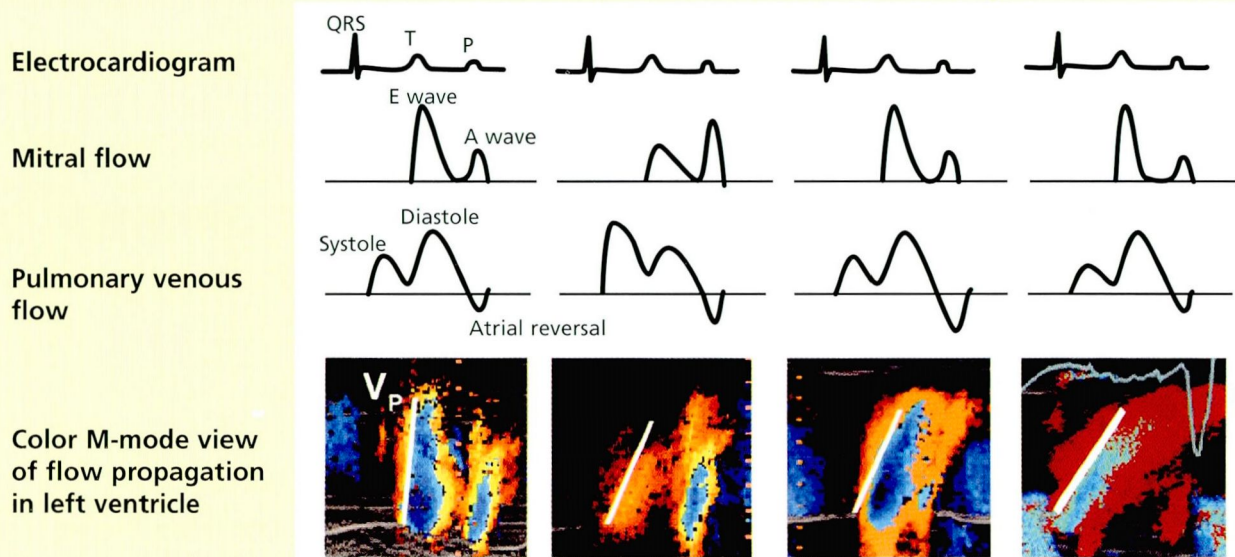 Electrocardiogram
QRS
T
P
Mitral flow
E wave
A wave
Pulmonary venous
flow
Systole
Diastole
Atrial reversal
Color M-mode view
of flow propagation
in left ventricle
VP